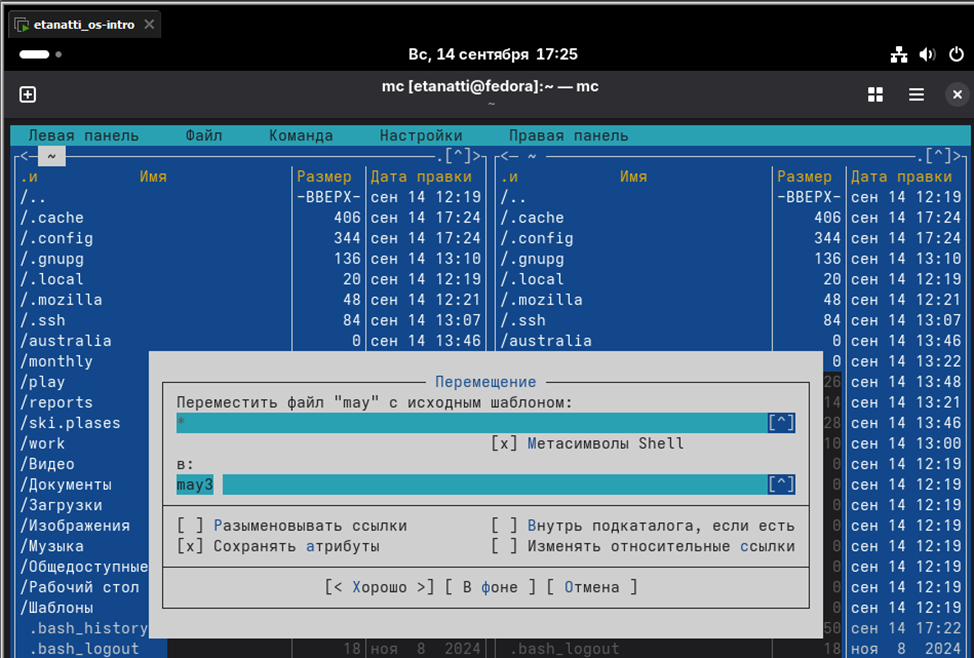 etanatti_os-intro
Вс, 14 сентября 17:25
mc [etanatti@fedora]:~ — mc
~
Левая панель Файл Команда Настройки Правая панель
<— ~ .[^]> <— ~ .[^]>
.и Имя Размер Дата правки .и Имя Размер Дата правки
/.. -ВВЕРХ- сен 14 12:19 /.. -ВВЕРХ- сен 14 12:19
/.cache 406 сен 14 17:24 /.cache 406 сен 14 17:24
/.config 344 сен 14 17:24 /.config 344 сен 14 17:24
/.gnupg 136 сен 14 13:10 /.gnupg 136 сен 14 13:10
/.local 20 сен 14 12:19 /.local 20 сен 14 12:19
/.mozilla 48 сен 14 12:21 /.mozilla 48 сен 14 12:21
/.ssh 84 сен 14 13:07 /.ssh 84 сен 14 13:07
/australia 0 сен 14 13:46 /australia 0 сен 14 13:46
/monthly 0 сен 14 13:22
/play Перемещение 26 сен 14 13:48
/reports Переместить файл "may" с исходным шаблоном: 14 сен 14 13:21
/ski.plases * [^] 28 сен 14 13:46
/work [x] Метасимволы Shell 10 сен 14 13:00
/Видео в: 0 сен 14 12:19
/Документы may3 [^] 0 сен 14 12:19
/Загрузки 0 сен 14 12:19
/Изображения [ ] Разыменовывать ссылки [ ] Внутрь подкаталога, если есть 0 сен 14 12:19
/Музыка [x] Сохранять атрибуты [ ] Изменять относительные ссылки 0 сен 14 12:19
/Общедоступные 0 сен 14 12:19
/Рабочий стол [< Хорошо >] [ В фоне ] [ Отмена ] 0 сен 14 12:19
/Шаблоны 0 сен 14 12:19
.bash_history 50 сен 14 17:22
.bash_logout 18 ноя 8 2024 .bash_logout 18 ноя 8 2024